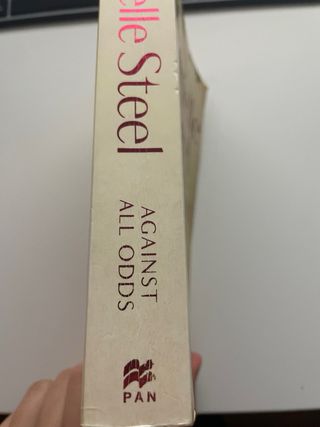 elle Steel
AGAINST
ALL ODDS
PAN